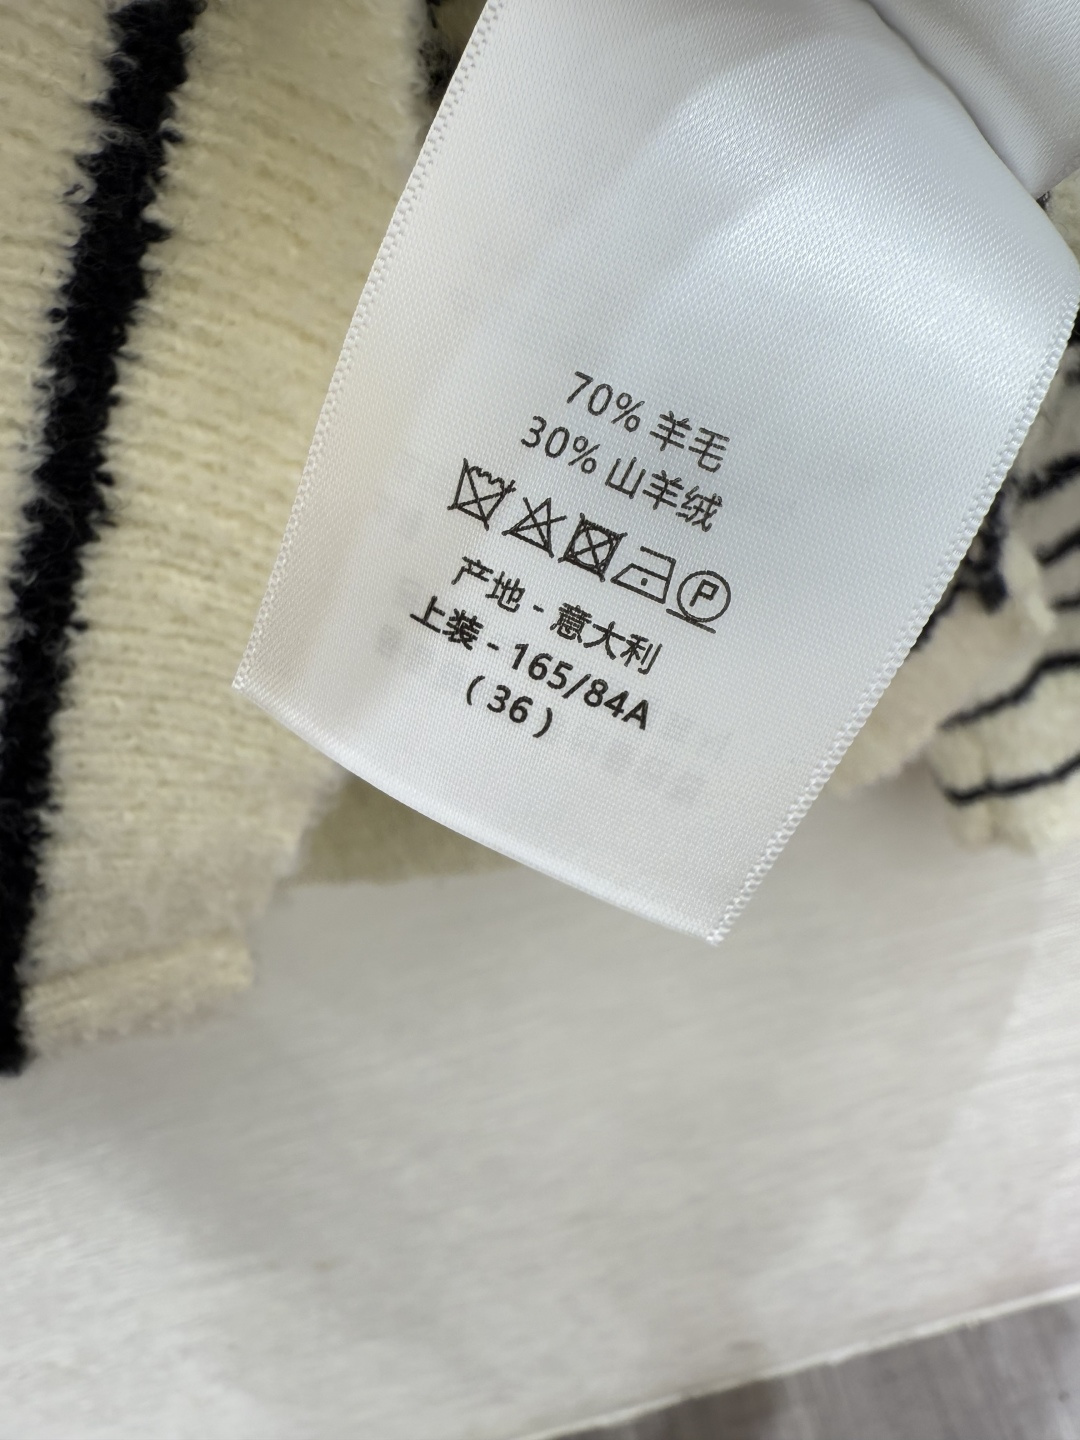 70% 羊毛
30% 山羊绒
P
产地 - 意大利
上装 - 165/84A
( 36 )